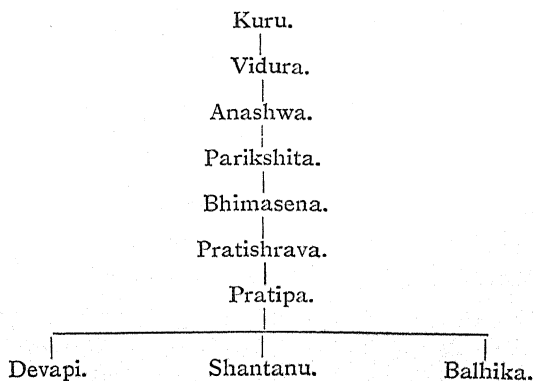 Kuru.
Vidura.
Anashwa.
Parikshita.
Bhimasena.
Pratishrava.
Pratipa.
Devapi. Shantanu. Balhika.